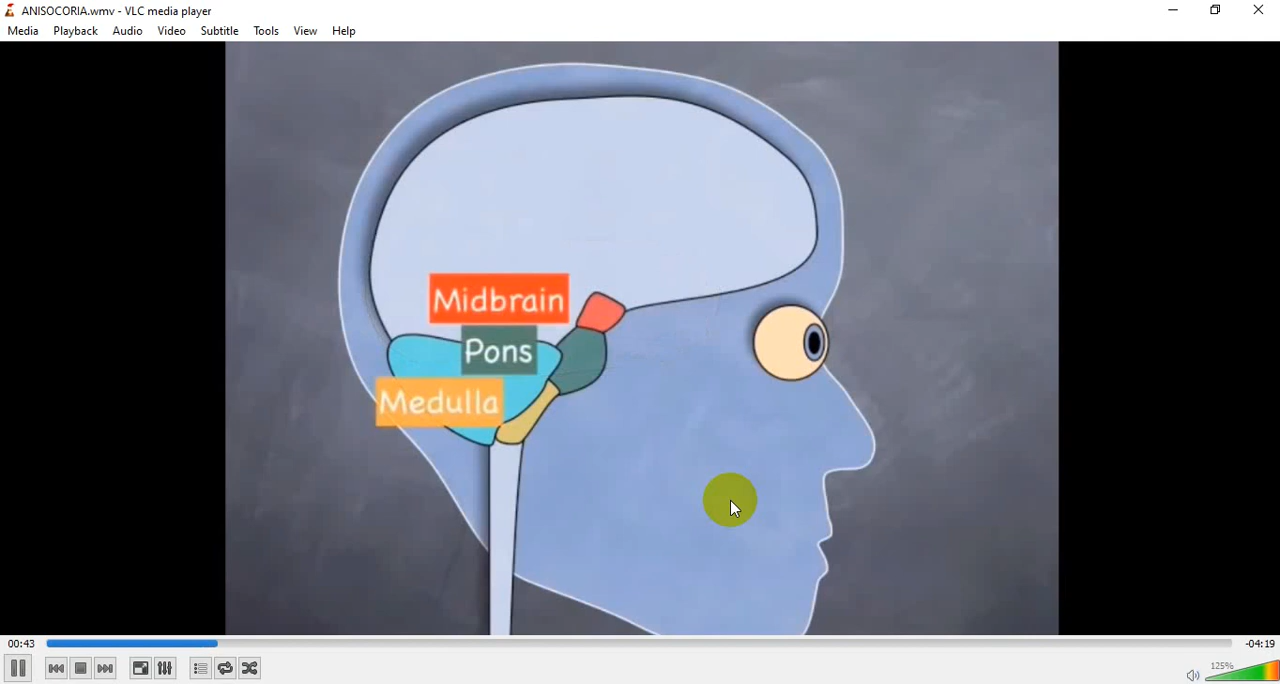 ANISOCORIA.wmv - VLC media player
Media Playback Audio Video Subtitle Tools View Help
Midbrain
Pons
Medulla
00:43
-04:19
125%